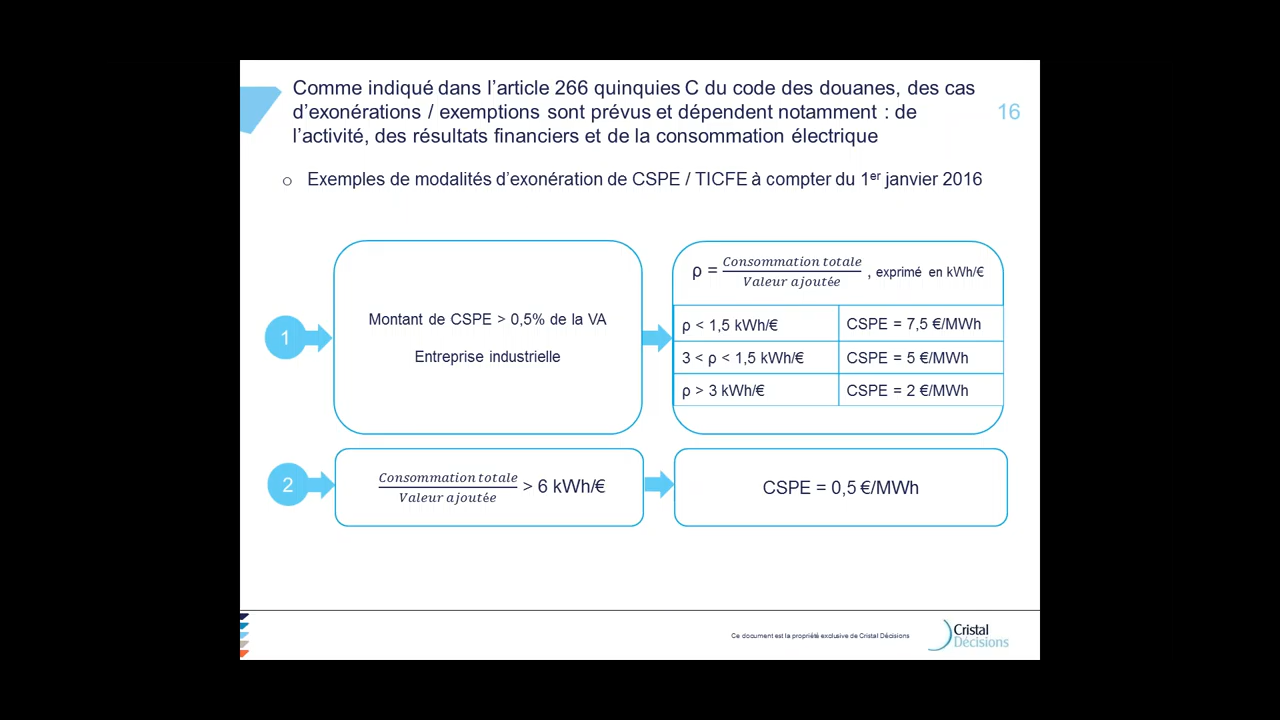 Comme indiqué dans l’article 266 quinquies C du code des douanes, des cas
d’exonérations / exemptions sont prévus et dépendent notamment : de
l’activité, des résultats financiers et de la consommation électrique
16
o Exemples de modalités d’exonération de CSPE / TICFE à compter du 1er janvier 2016
1
Montant de CSPE > 0,5% de la VA
Entreprise industrielle
ρ = Consommation totale / Valeur ajoutée , exprimé en kWh/€
ρ < 1,5 kWh/€ CSPE = 7,5 €/MWh
3 < ρ < 1,5 kWh/€ CSPE = 5 €/MWh
ρ > 3 kWh/€ CSPE = 2 €/MWh
2
Consommation totale / Valeur ajoutée > 6 kWh/€
CSPE = 0,5 €/MWh
Ce document est la propriété exclusive de Cristal Décisions
Cristal
Décisions